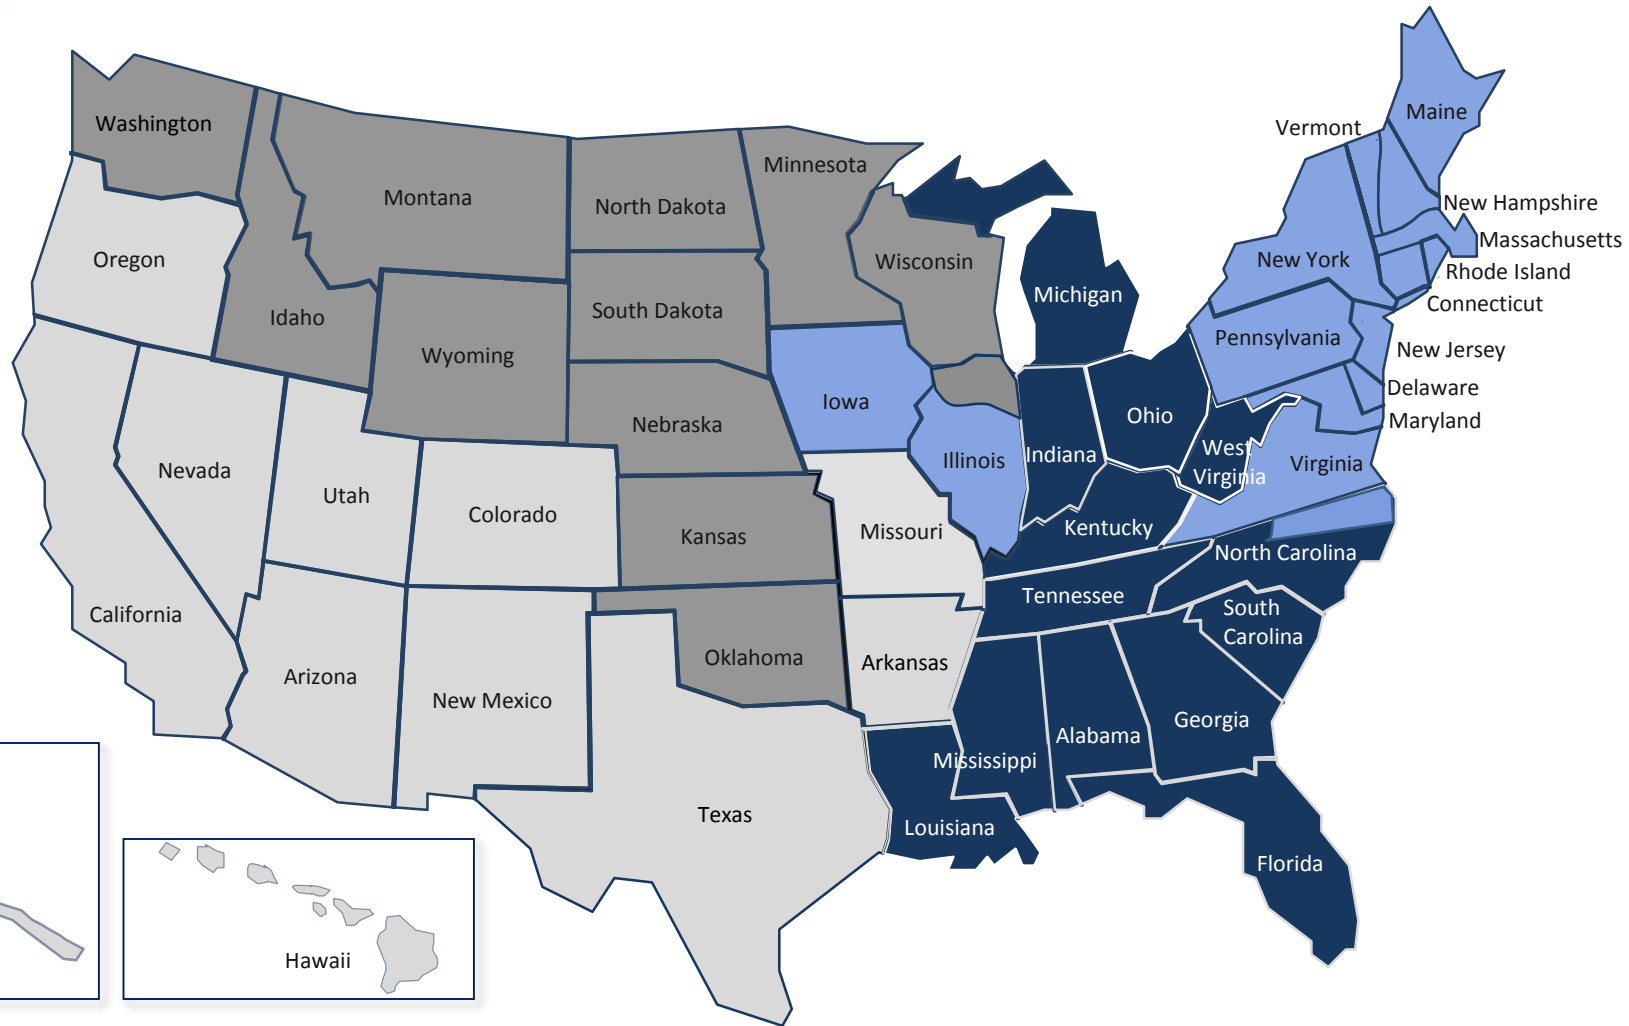 Washington
Oregon
California
Nevada
Idaho
Montana
Wyoming
Utah
Arizona
Colorado
New Mexico
North Dakota
South Dakota
Nebraska
Kansas
Oklahoma
Texas
Minnesota
Iowa
Missouri
Arkansas
Louisiana
Wisconsin
Illinois
Michigan
Indiana
Ohio
Kentucky
Tennessee
Mississippi
Alabama
Georgia
Florida
South
Carolina
North Carolina
West
Virginia
Virginia
Pennsylvania
New York
Vermont
Maine
New Hampshire
Massachusetts
Rhode Island
Connecticut
New Jersey
Delaware
Maryland
Hawaii